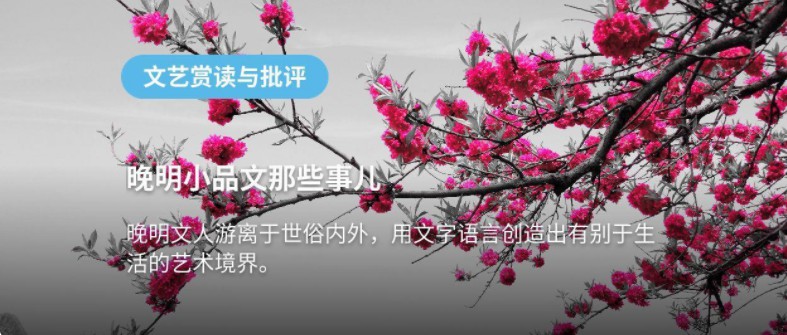 文艺赏读与批评
晚明小品文那些事儿
晚明文人游离于世俗内外，用文字语言创造出有别于生
活的艺术境界。